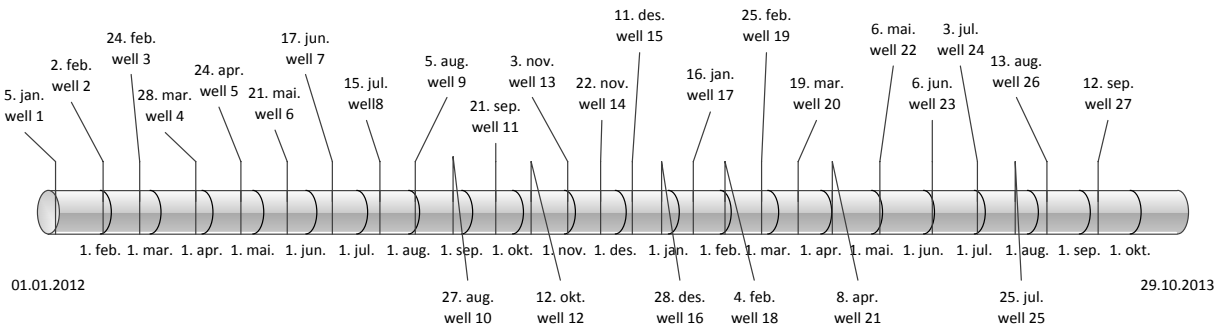 5. jan.
well 1
2. feb.
well 2
24. feb.
well 3
28. mar.
well 4
24. apr.
well 5
21. mai.
well 6
17. jun.
well 7
15. jul.
well8
5. aug.
well 9
21. sep.
well 11
3. nov.
well 13
22. nov.
well 14
11. des.
well 15
16. jan.
well 17
25. feb.
well 19
19. mar.
well 20
6. mai.
well 22
6. jun.
well 23
3. jul.
well 24
13. aug.
well 26
12. sep.
well 27
1. feb. 1. mar. 1. apr. 1. mai. 1. jun. 1. jul. 1. aug. 1. sep. 1. okt. 1. nov. 1. des. 1. jan. 1. feb. 1. mar. 1. apr. 1. mai. 1. jun. 1. jul. 1. aug. 1. sep. 1. okt.
01.01.2012
29.10.2013
27. aug.
well 10
12. okt.
well 12
28. des.
well 16
4. feb.
well 18
8. apr.
well 21
25. jul.
well 25